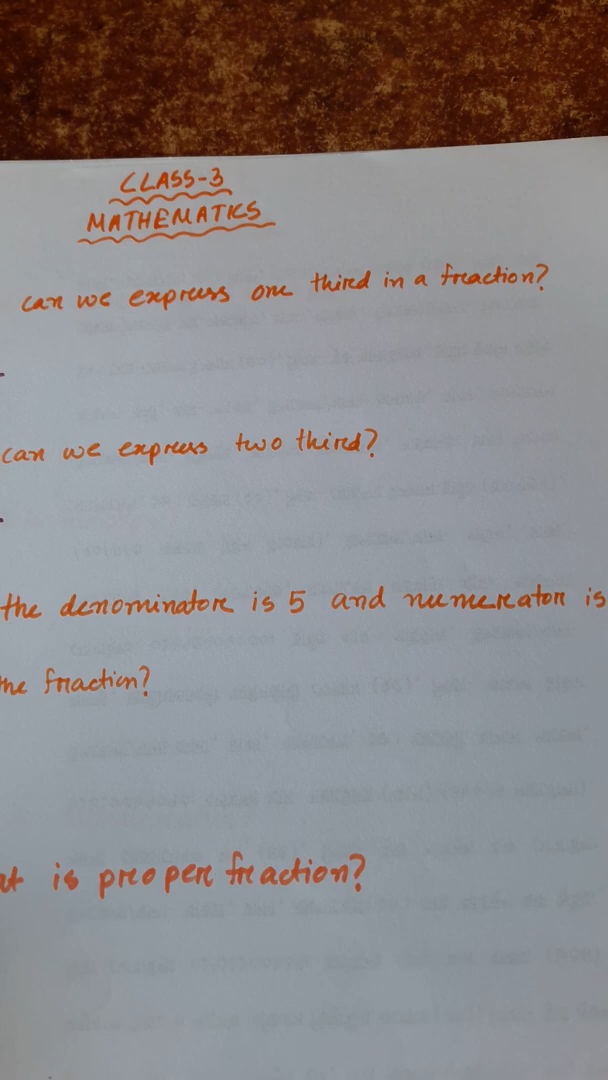 CLASS-3
MATHEMATICS
can we express one third in a fraction?
can we express two third?
the denominator is 5 and numerator is
the fraction?
is proper fraction?